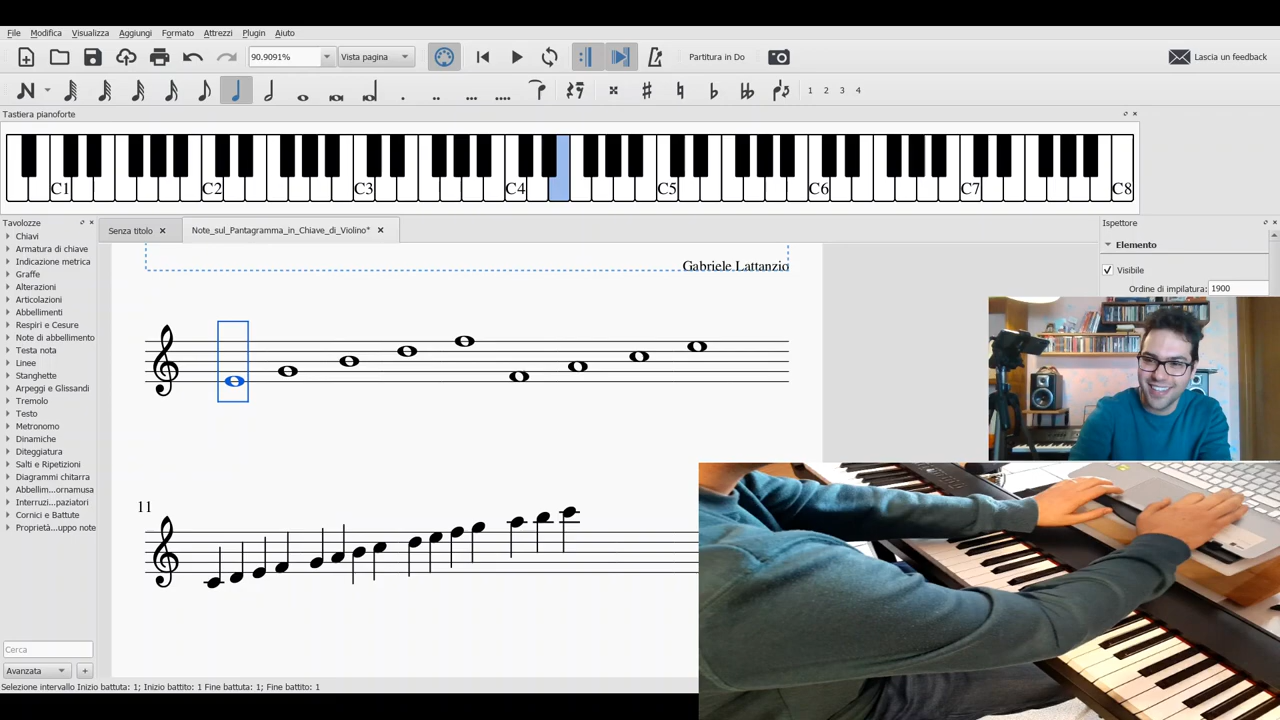 File Modifica Visualizza Aggiungi Formato Attrezzi Plugin Aiuto
90.9091% Vista pagina Partitura in Do Lascia un feedback
1 2 3 4
Tastiera pianoforte
C1 C2 C3 C4 C5 C6 C7 C8
Tavolozze
Senza titolo Note_sul_Pantagramma_in_Chiave_di_Violino*
Ispettore
Chiavi
Armatura di chiave
Indicazione metrica
Graffe
Alterazioni
Articolazioni
Abbellimenti
Respiri e Cesure
Note di abbellimento
Testa nota
Linee
Stanghette
Arpeggi e Glissandi
Tremolo
Testo
Metronomo
Dinamiche
Diteggiatura
Salti e Ripetizioni
Diagrammi chitarra
Abbellim...ornamusa
Interruzi...paziatori
Cornici e Battute
Proprietà...uppo note
Elemento
Visibile
Ordine di impilatura: 1900
Gabriele Lattanzio
11
Cerca
Avanzata +
Selezione intervallo Inizio battuta: 1; Inizio battito: 1 Fine battuta: 1; Fine battito: 1